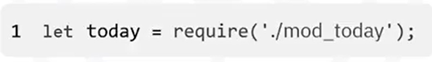 1 let today = require('./mod_today');